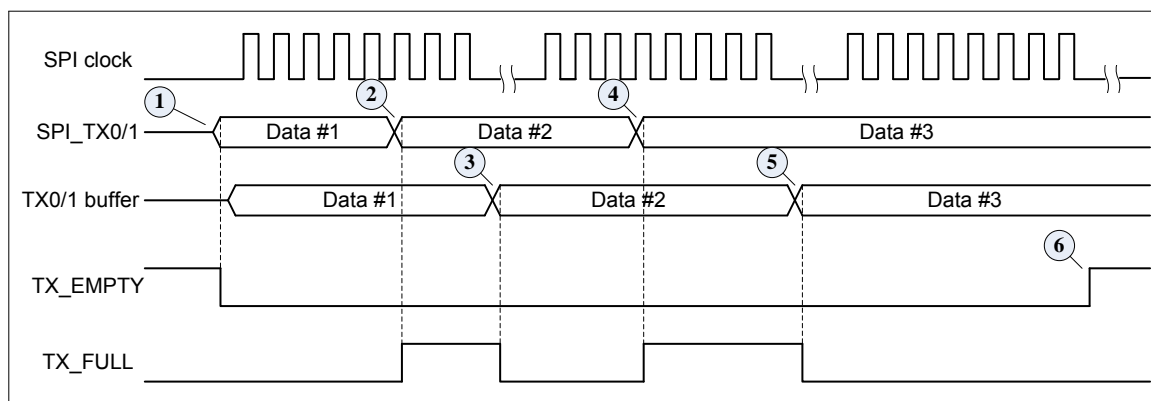 SPI clock
1
2
4
SPI_TX0/1
Data #1
Data #2
Data #3
3
5
TX0/1 buffer
Data #1
Data #2
Data #3
6
TX_EMPTY
TX_FULL